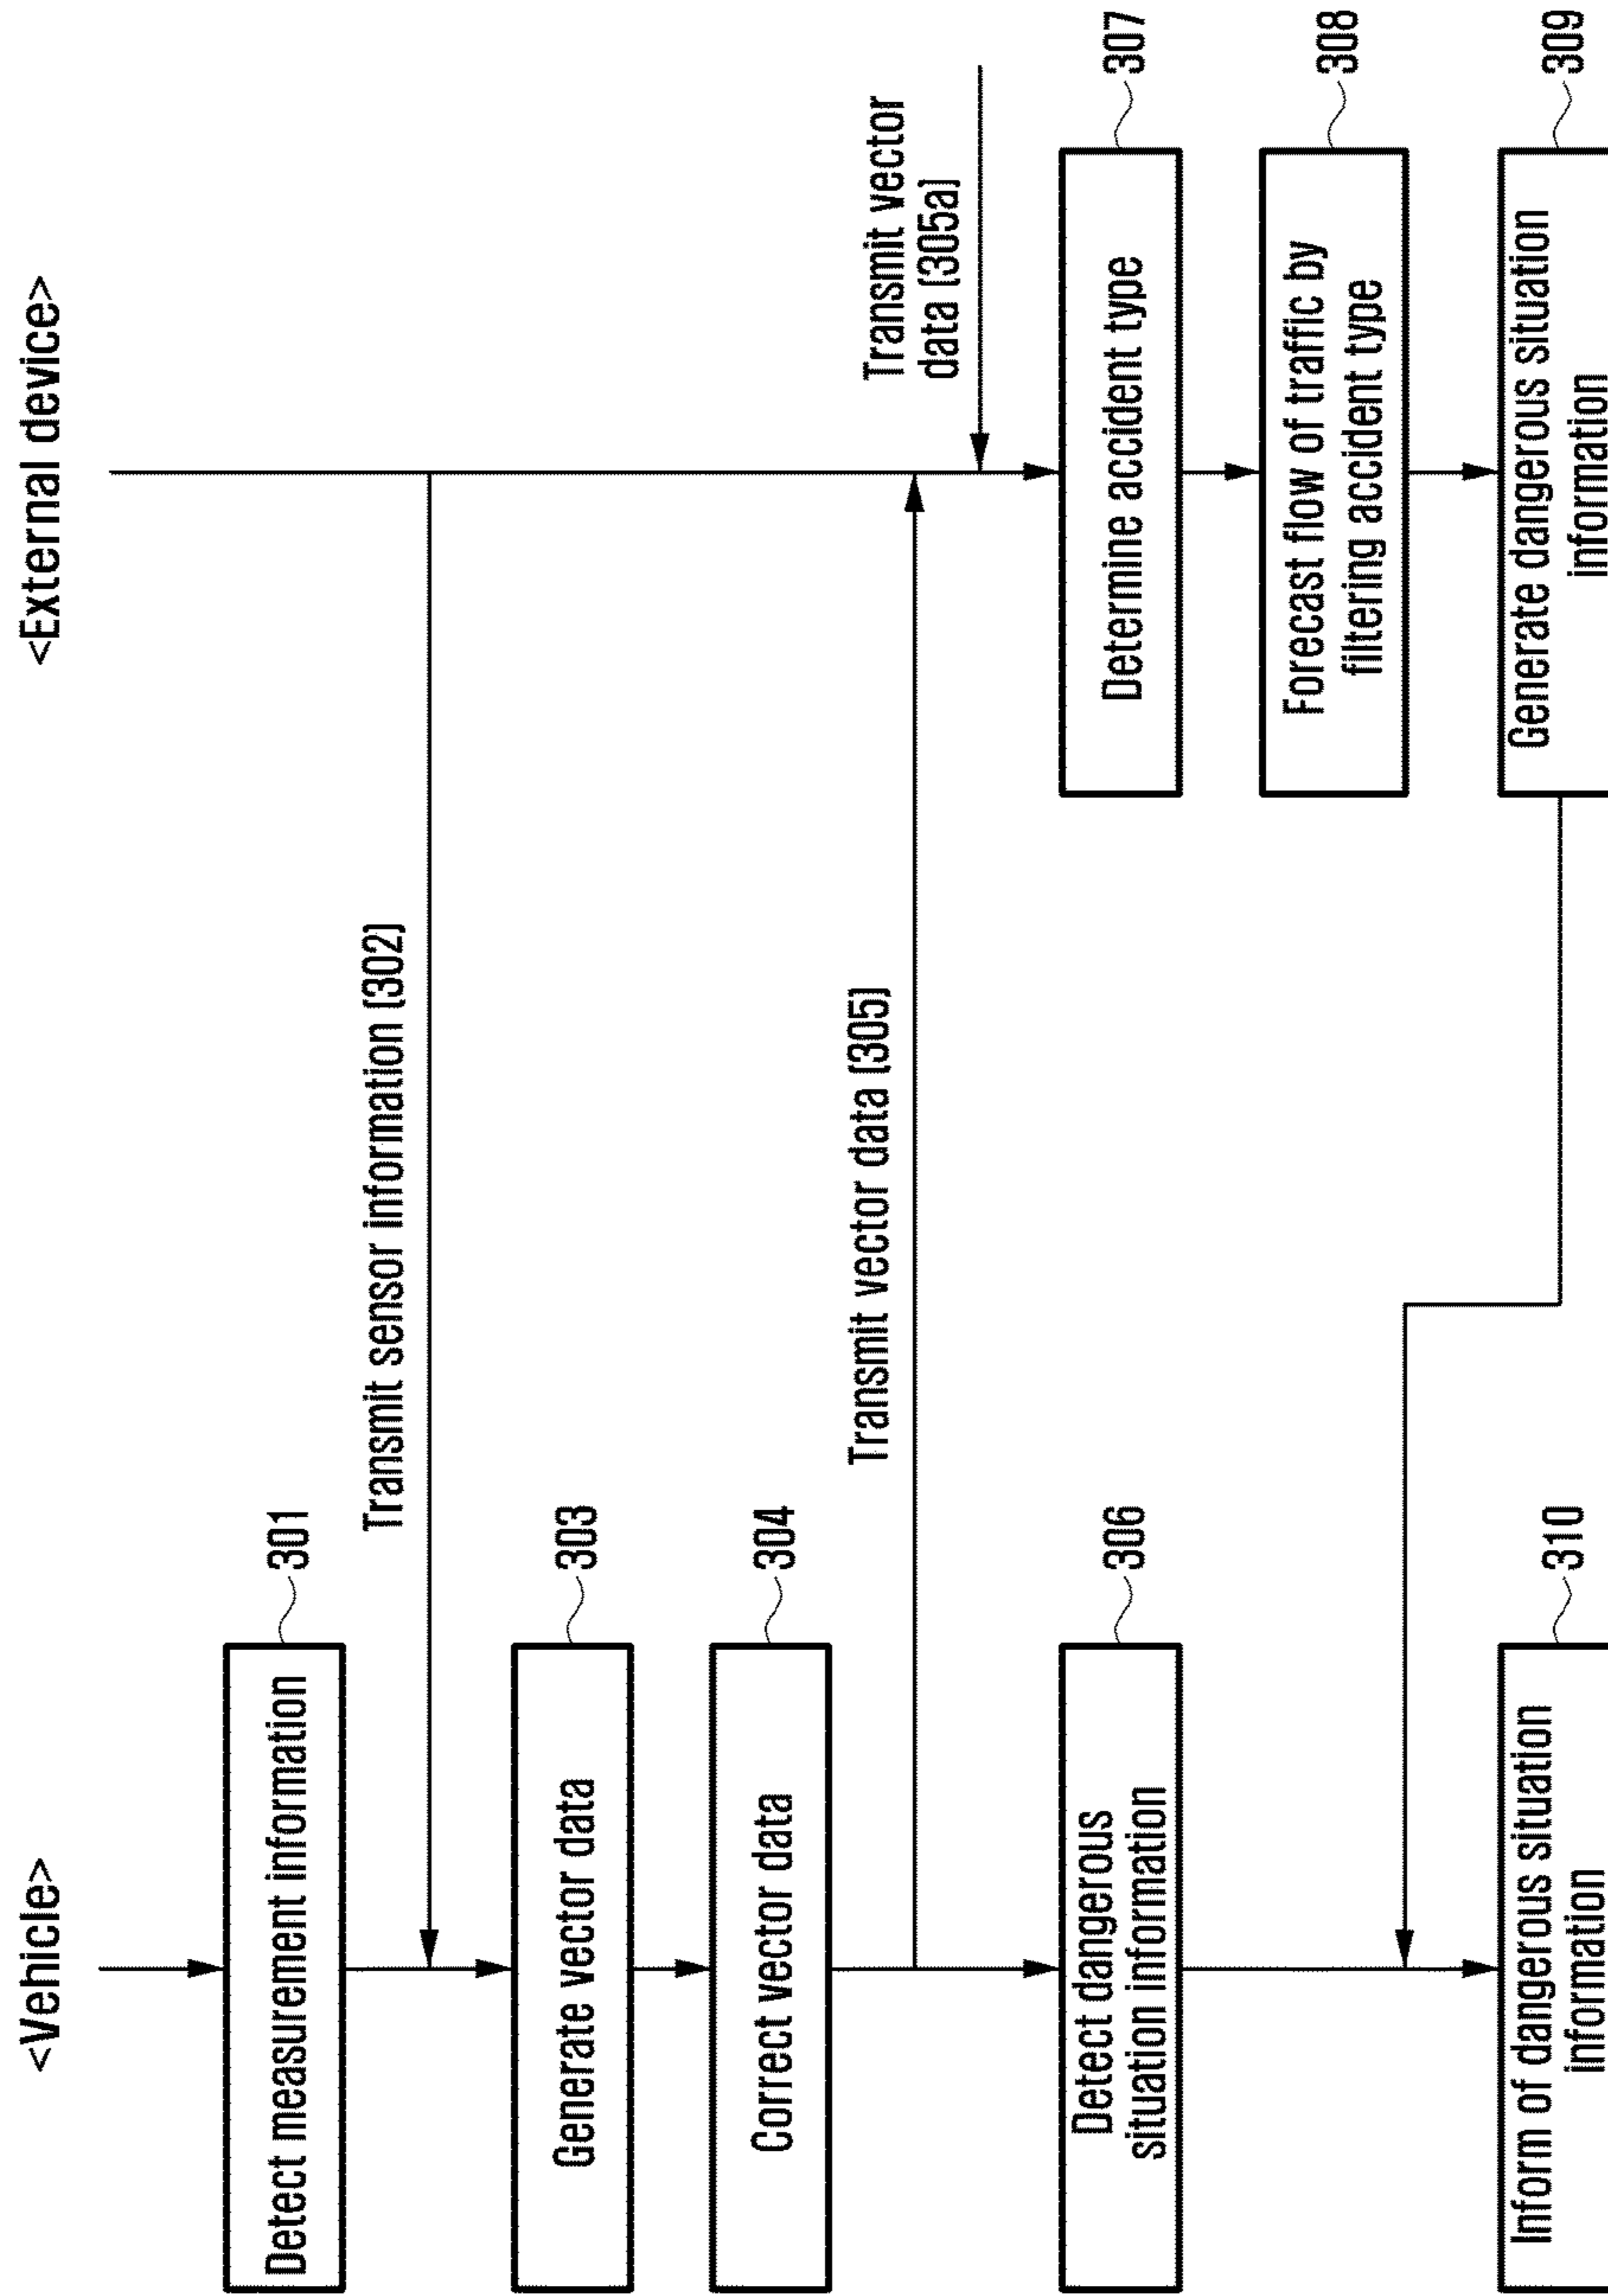 <Vehicle>
<External device>
Detect measurement information
301
Transmit sensor information (302)
Generate vector data
303
Correct vector data
304
Transmit vector data (305)
Transmit vector
data (305a)
Detect dangerous
situation information
306
Determine accident type
307
Forecast flow of traffic by
filtering accident type
308
Generate dangerous situation
information
309
Inform of dangerous situation
information
310